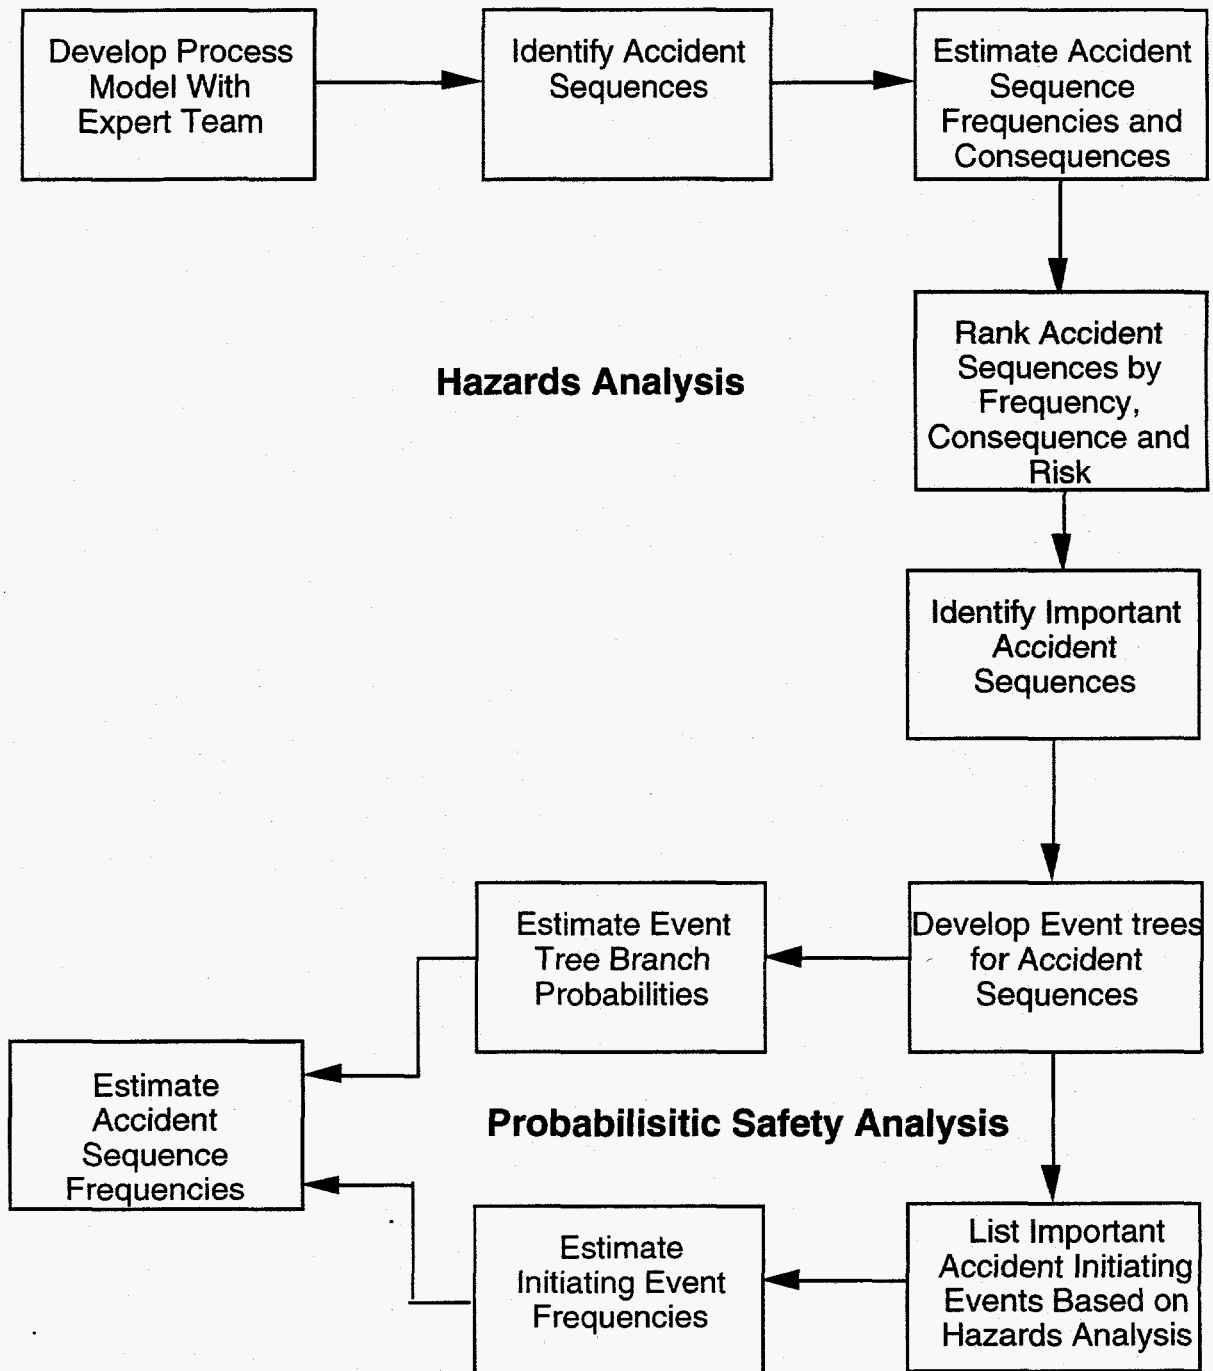 Develop Process
Model With
Expert Team
Identify Accident
Sequences
Estimate Accident
Sequence
Frequencies and
Consequences
Rank Accident
Sequences by
Frequency,
Consequence and
Risk
Hazards Analysis
Identify Important
Accident
Sequences
Develop Event trees
for Accident
Sequences
Estimate Event
Tree Branch
Probabilities
Estimate
Accident
Sequence
Frequencies
Probabilisitic Safety Analysis
List Important
Accident Initiating
Events Based on
Hazards Analysis
Estimate
Initiating Event
Frequencies